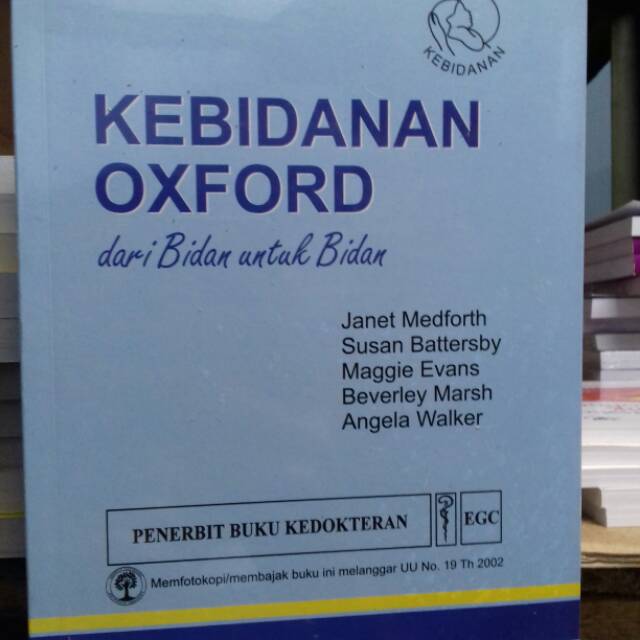 KEBIDANAN
KEBIDANAN
OXFORD
dari Bidan untuk Bidan
Janet Medforth
Susan Battersby
Maggie Evans
Beverley Marsh
Angela Walker
PENERBIT BUKU KEDOKTERAN EGC
Memfotokopi/membajak buku ini melanggar UU No. 19 Th 2002